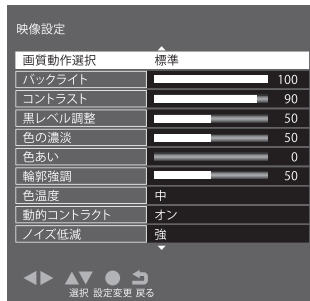 映像設定
画質動作選択 標準
バックライト 100
コントラスト 90
黒レベル調整 50
色の濃淡 50
色あい 0
輪郭強調 50
色温度 中
動的コントラクト オン
ノイズ低減 強
選択 設定変更 戻る